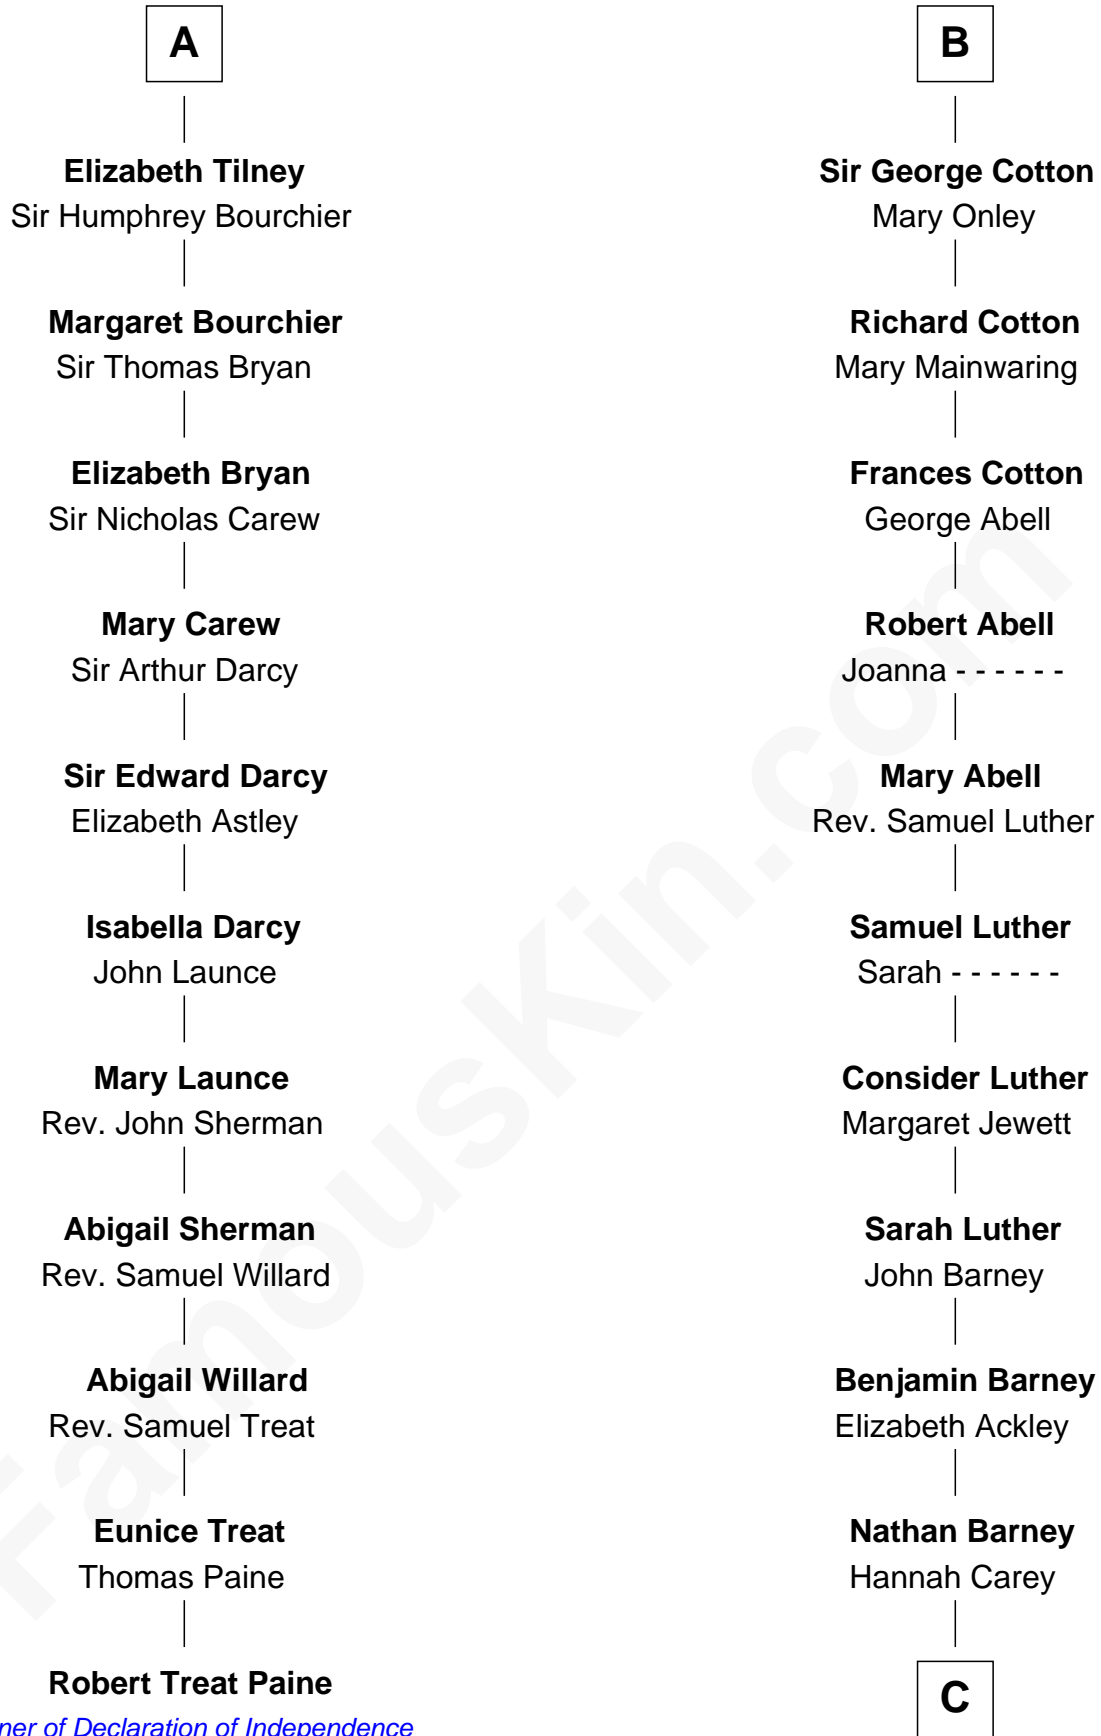 A
Elizabeth Tilney
Sir Humphrey Bourchier
Margaret Bourchier
Sir Thomas Bryan
Elizabeth Bryan
Sir Nicholas Carew
Mary Carew
Sir Arthur Darcy
Sir Edward Darcy
Elizabeth Astley
Isabella Darcy
John Launce
Mary Launce
Rev. John Sherman
Abigail Sherman
Rev. Samuel Willard
Abigail Willard
Rev. Samuel Treat
Eunice Treat
Thomas Paine
Robert Treat Paine
of Declaration of Independence
B
Sir George Cotton
Mary Onley
Richard Cotton
Mary Mainwaring
Frances Cotton
George Abell
Robert Abell
Joanna - - - - - -
Mary Abell
Rev. Samuel Luther
Samuel Luther
Sarah - - - - - -
Consider Luther
Margaret Jewett
Sarah Luther
John Barney
Benjamin Barney
Elizabeth Ackley
Nathan Barney
Hannah Carey
C
FamousKin.com